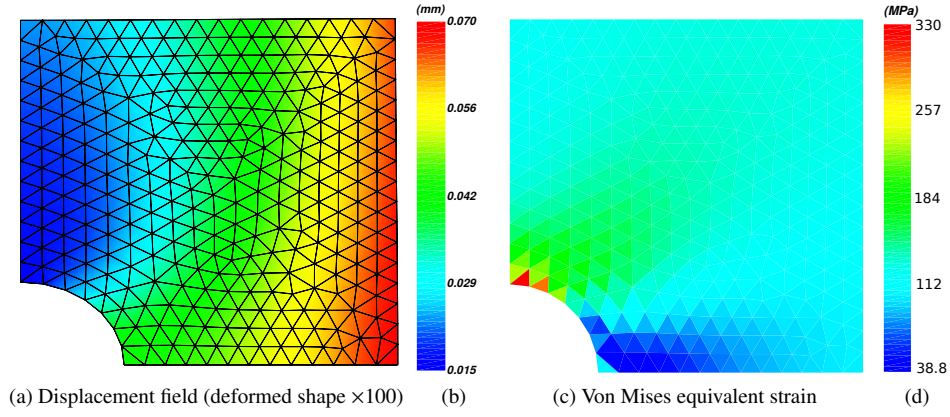 (mm)
0.070
0.056
0.042
0.029
0.015
(MPa)
330
257
184
112
38.8
(a) Displacement field (deformed shape ×100)
(b)
(c) Von Mises equivalent strain
(d)